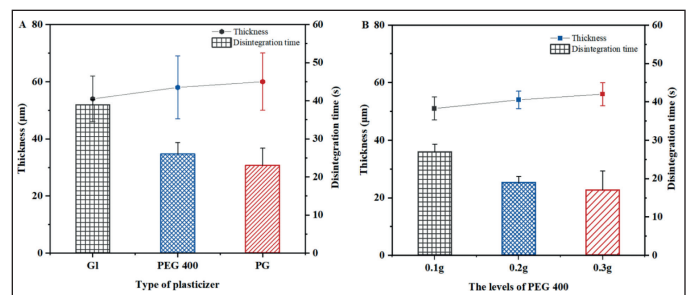 A
Thickness
Disintegration time
80
60
40
20
0
Thickness (μm)
60
50
40
30
20
10
0
Disintegration time (s)
Gl
PEG 400
PG
Type of plasticizer
B
Thickness
Disintegration time
80
60
40
20
0
Thickness (μm)
60
50
40
30
20
10
0
Disintegration time (s)
0.1g
0.2g
0.3g
The levels of PEG 400